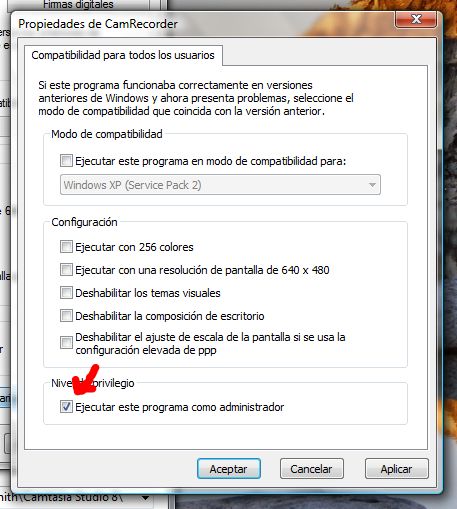 Firmas digitales
Propiedades de CamRecorder
Compatibilidad para todos los usuarios
Si este programa funcionaba correctamente en versiones
anteriores de Windows y ahora presenta problemas, seleccione el
modo de compatibilidad que coincida con la versión anterior.
Modo de compatibilidad
Ejecutar este programa en modo de compatibilidad para:
Windows XP (Service Pack 2)
Configuración
Ejecutar con 256 colores
Ejecutar con una resolución de pantalla de 640 x 480
Deshabilitar los temas visuales
Deshabilitar la composición de escritorio
Deshabilitar el ajuste de escala de la pantalla si se usa la
configuración elevada de ppp
privilegio
Ejecutar este programa como administrador
Aceptar Cancelar Aplicar
mith\Camtasia Studio 8\